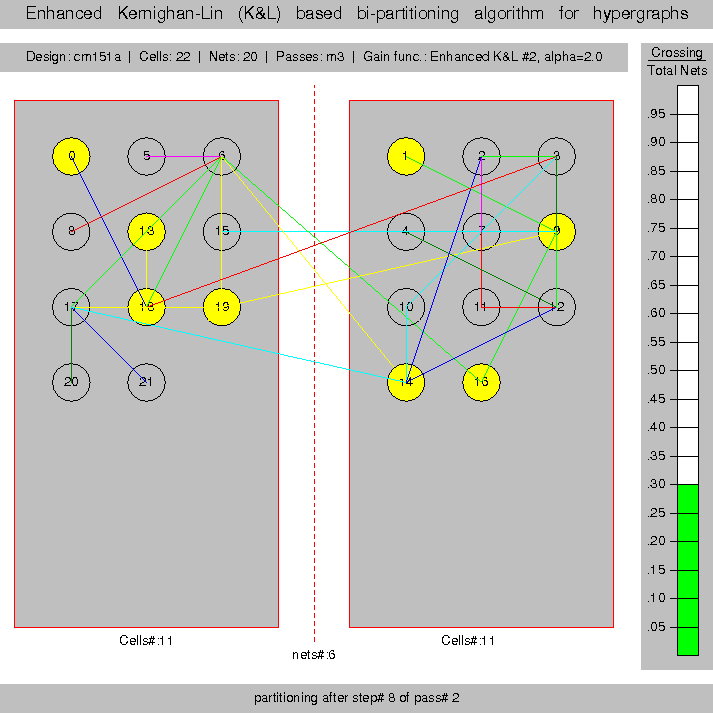 Enhanced Kernighan-Lin (K&L) based bi-partitioning algorithm for hypergraphs
Design: cm151a | Cells: 22 | Nets: 20 | Passes: m3 | Gain func.: Enhanced K&L #2, alpha=2.0
Crossing
Total Nets
.95
.90
.85
.80
.75
.70
.65
.60
.55
.50
.45
.40
.35
.30
.25
.20
.15
.10
.05
0 5 6 1 2 3
8 13 15 4 7 9
17 18 19 10 11 12
20 21 14 16
Cells#:11 Cells#:11
nets#:6
partitioning after step# 8 of pass# 2